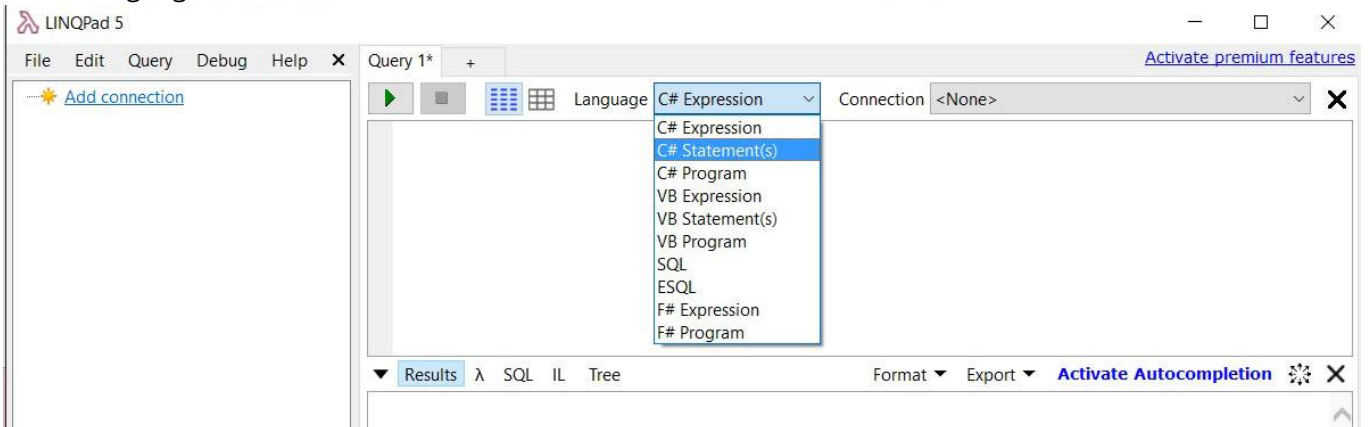 LINQPad 5
File Edit Query Debug Help
Query 1* +
Activate premium features
Add connection
Language C# Expression Connection <None>
C# Expression
C# Statement(s)
C# Program
VB Expression
VB Statement(s)
VB Program
SQL
ESQL
F# Expression
F# Program
Results λ SQL IL Tree Format Export Activate Autocompletion